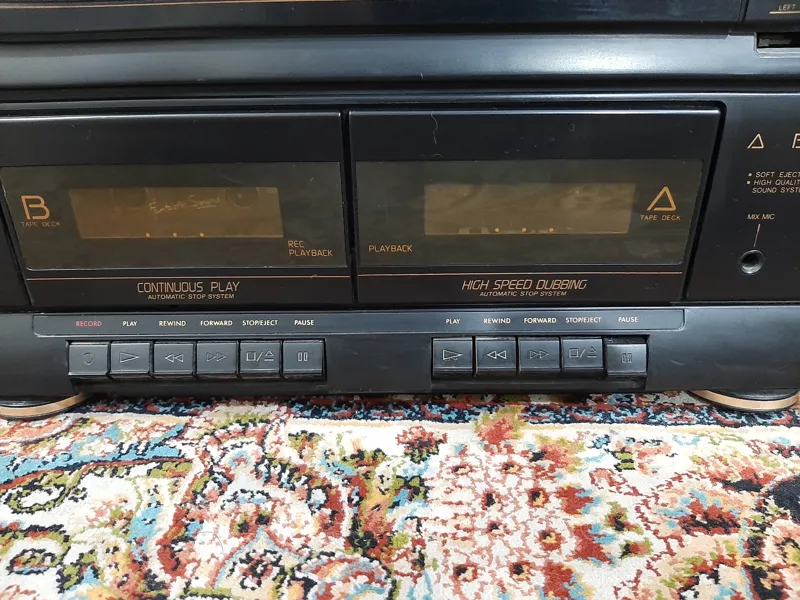 LEFT
B
TAPE DECK
REC
PLAYBACK
CONTINUOUS PLAY
AUTOMATIC STOP SYSTEM
PLAYBACK
A
TAPE DECK
HIGH SPEED DUBBING
AUTOMATIC STOP SYSTEM
A
• SOFT EJECT
• HIGH QUALIT
SOUND SYST
MIX MIC
RECORD PLAY REWIND FORWARD STOP/EJECT PAUSE
PLAY REWIND FORWARD STOP/EJECT PAUSE